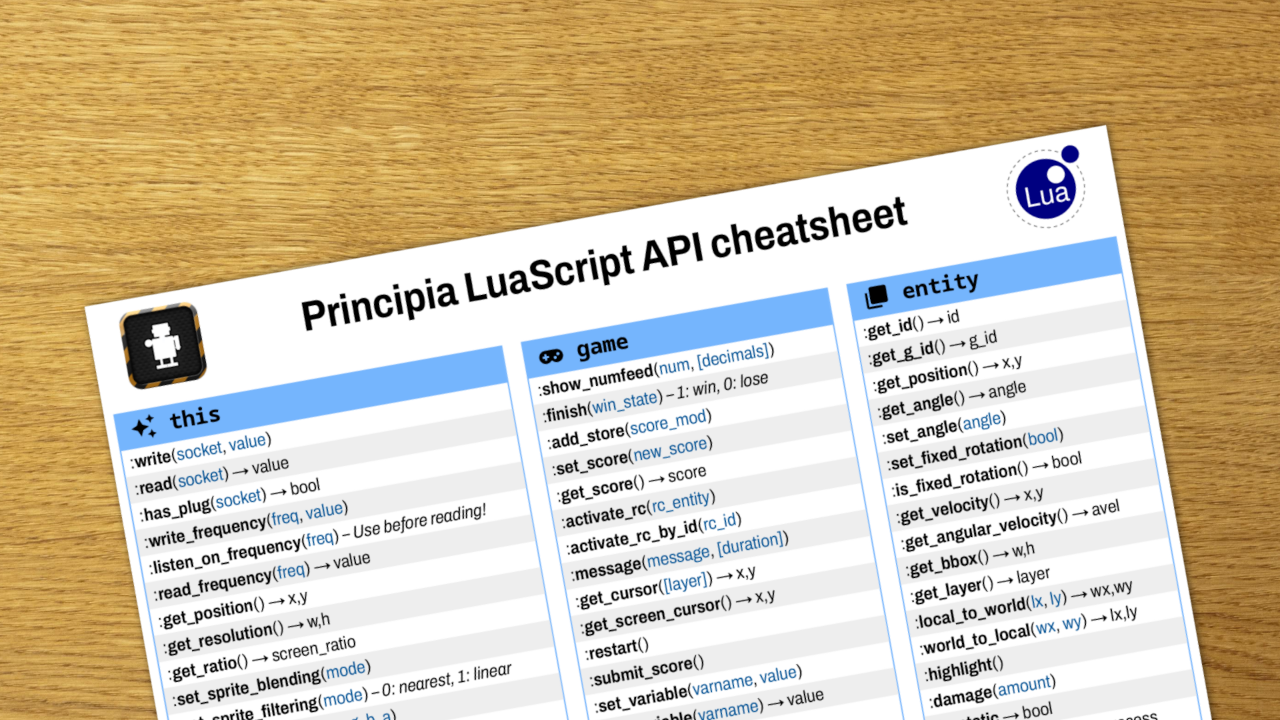 Principia LuaScript API cheatsheet
Lua
this
:write(socket, value)
:read(socket) → value
:has_plug(socket) → bool
:write_frequency(freq, value)
:listen_on_frequency(freq) – Use before reading!
:read_frequency(freq) → value
:get_position() → x,y
:get_resolution() → w,h
:get_ratio() → screen_ratio
:set_sprite_blending(mode)
sprite_filtering(mode) – 0: nearest, 1: linear
game
:show_numfeed(num, [decimals])
:finish(win_state) – 1: win, 0: lose
:add_store(score_mod)
:set_score(new_score)
:get_score() → score
:activate_rc(rc_entity)
:activate_rc_by_id(rc_id)
:message(message, [duration])
:get_cursor([layer]) → x,y
:get_screen_cursor() → x,y
:restart()
:submit_score()
:set_variable(varname, value)
(varname) → value
entity
:get_id() → id
:get_g_id() → g_id
:get_position() → x,y
:get_angle() → angle
:set_angle(angle)
:set_fixed_rotation(bool)
:is_fixed_rotation() → bool
:get_velocity() → x,y
:get_angular_velocity() → avel
:get_bbox() → w,h
:get_layer() → layer
:local_to_world(lx, ly) → wx,wy
:world_to_local(wx, wy) → lx,ly
:highlight()
:damage(amount)
→ bool